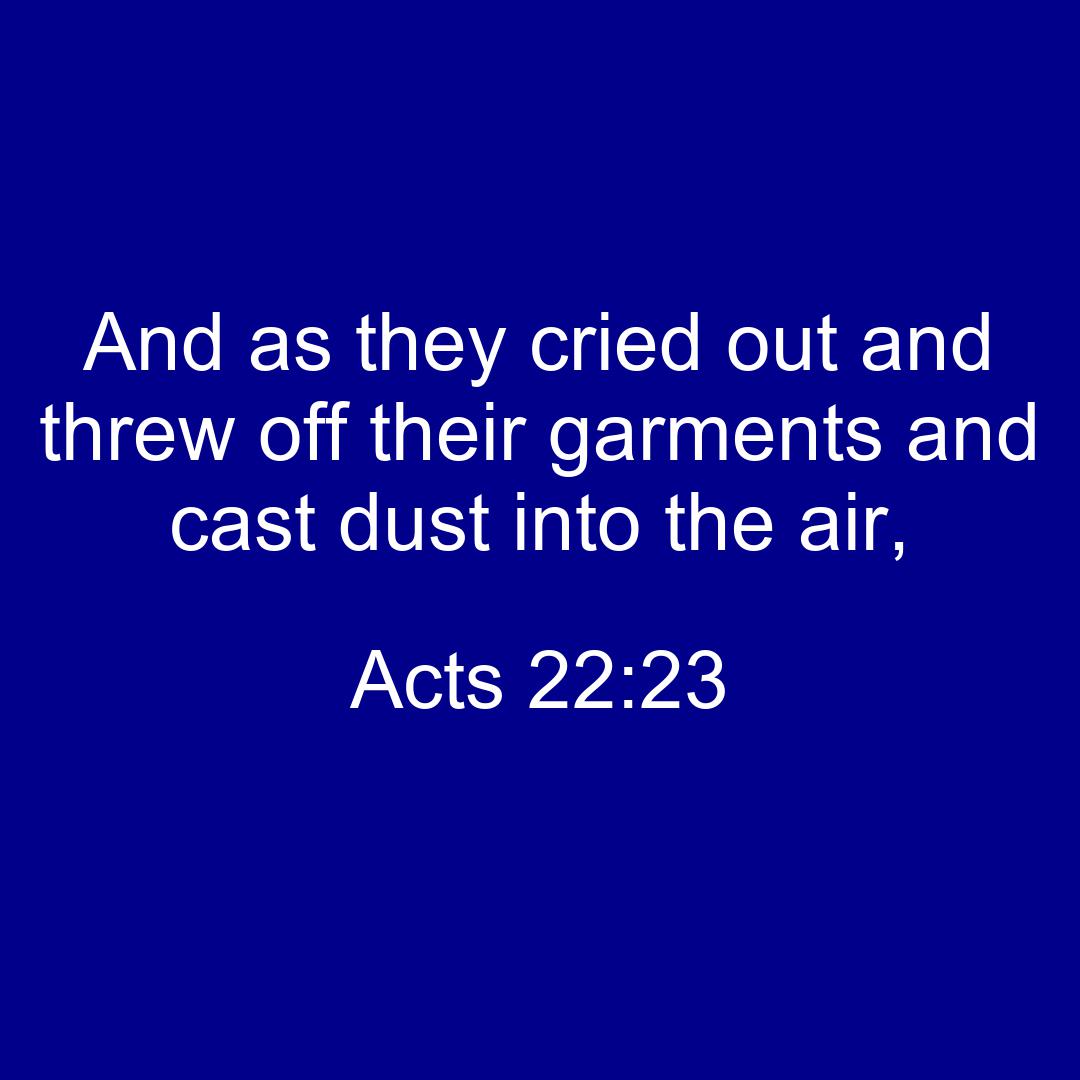 And as they cried out and
threw off their garments and
cast dust into the air,
Acts 22:23